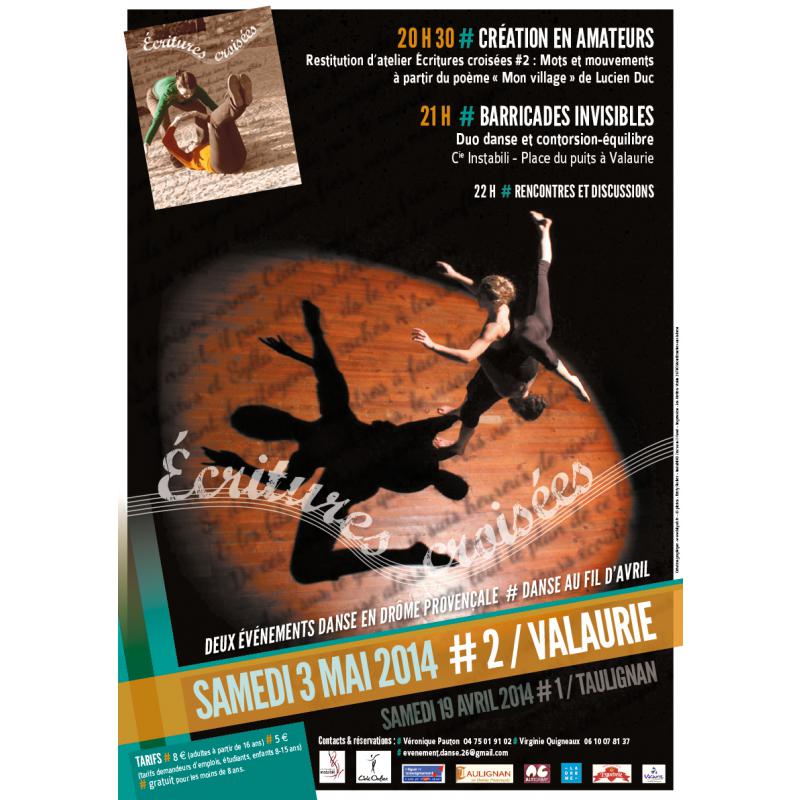 Écritures croisées
20 H 30 # CRÉATION EN AMATEURS
Restitution d'atelier Écritures croisées #2 : Mots et mouvements
à partir du poème « Mon village » de Lucien Duc
21 H # BARRICADES INVISIBLES
Duo danse et contorsion-équilibre
Cie Instabili - Place du puits à Valaurie
22 H # RENCONTRES ET DISCUSSIONS
Écritures croisées
DEUX ÉVÉNEMENTS DANSE EN DRÔME PROVENÇALE # DANSE AU FIL D'AVRIL
SAMEDI 3 MAI 2014 # 2 / VALAURIE
SAMEDI 19 AVRIL 2014 # 1 / TAULIGNAN
TARIFS # 8 € (adultes à partir de 16 ans) # 5 €
(tarifs demandeurs d'emplois, étudiants, enfants 8-15 ans)
# gratuit pour les moins de 8 ans.
Contacts & réservations : # Véronique Pauton 04 75 01 91 02 # Virginie Quigneaux 06 10 07 81 37
# evenement.danse.26@gmail.com
TAULIGNAN
LA DRÔME